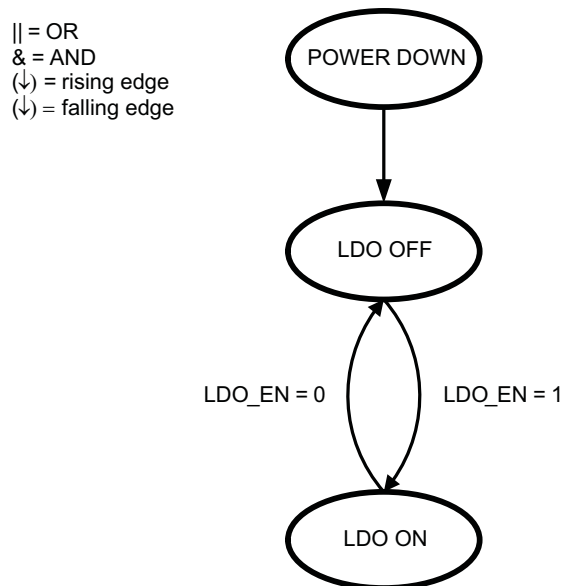 || = OR
& = AND
(↓) = rising edge
(↓) = falling edge
POWER DOWN
LDO OFF
LDO_EN = 0
LDO_EN = 1
LDO ON